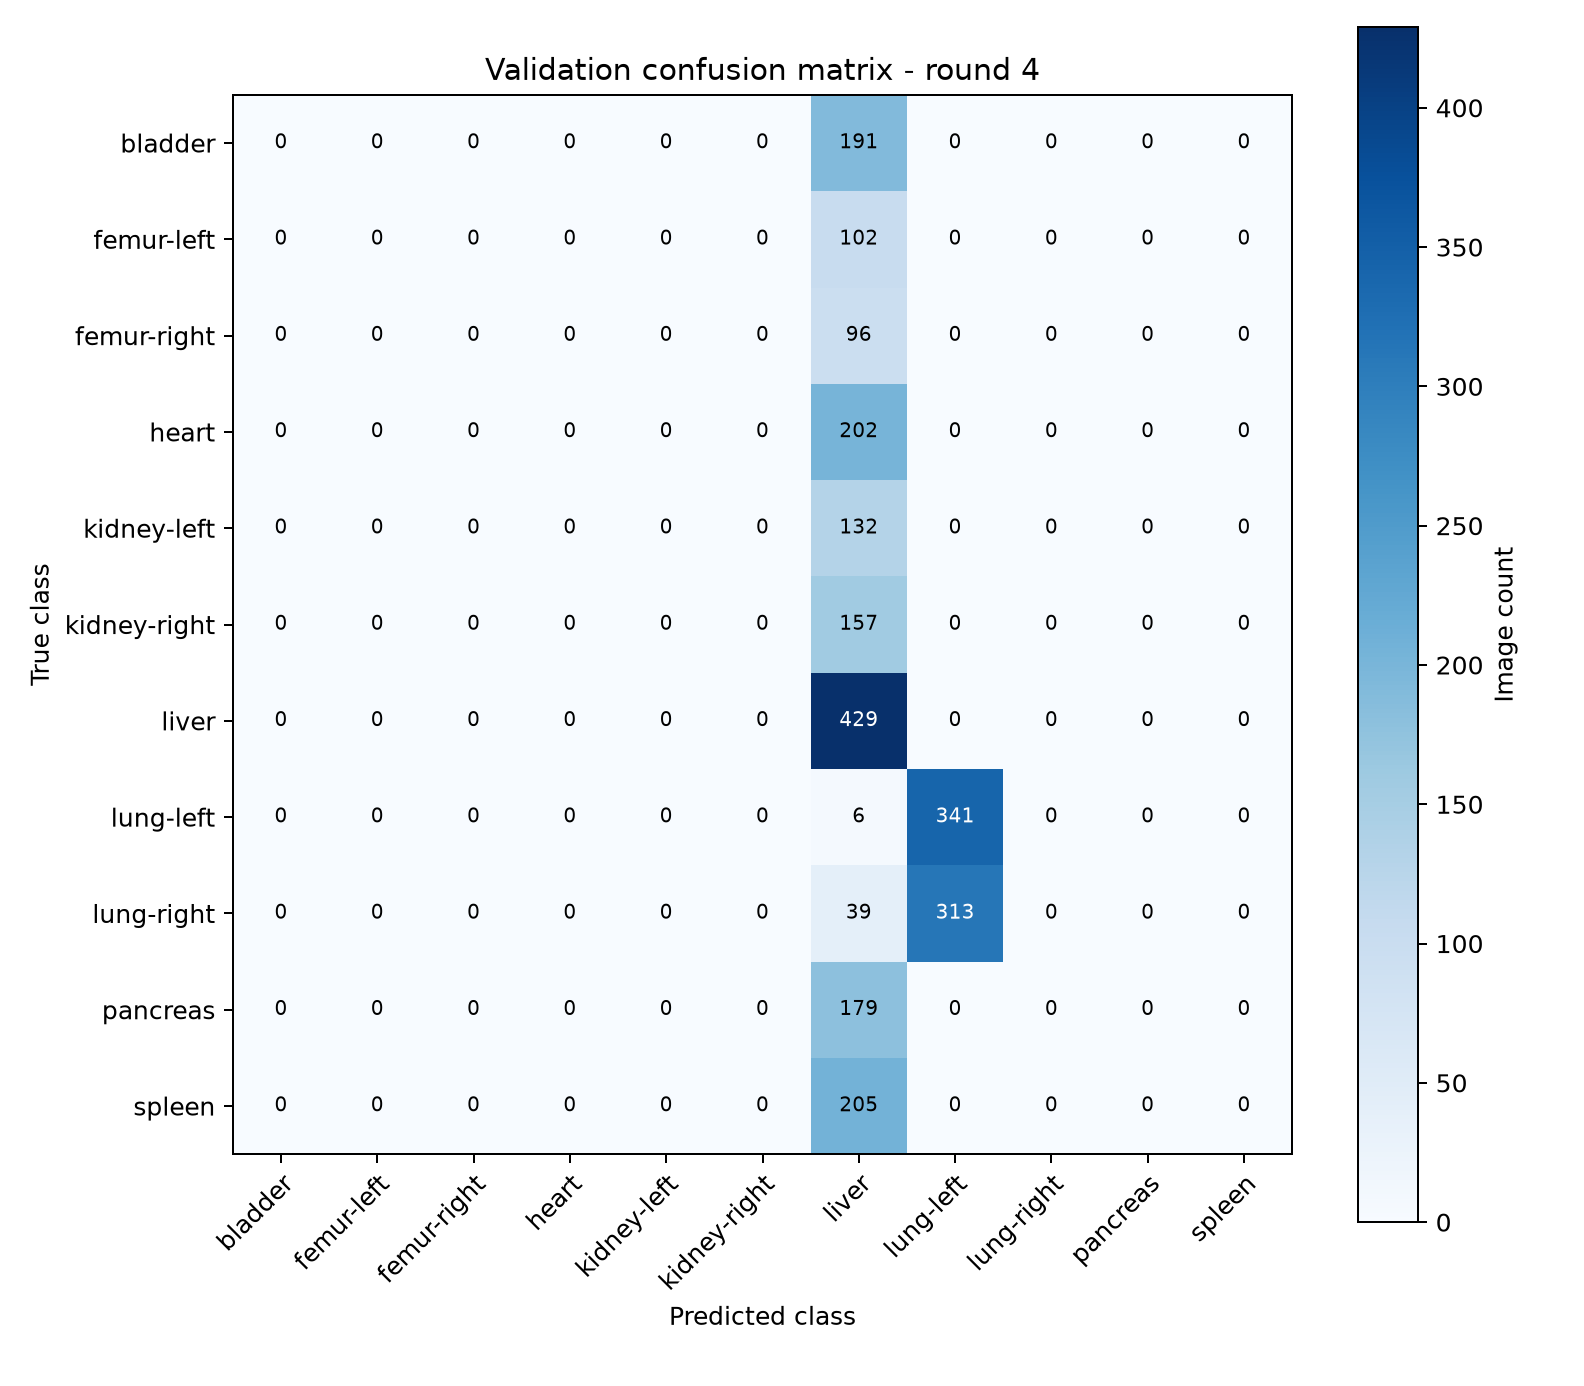 Validation confusion matrix - round 4
bladder 0 0 0 0 0 0 191 0 0 0 0
femur-left 0 0 0 0 0 0 102 0 0 0 0
femur-right 0 0 0 0 0 0 96 0 0 0 0
heart 0 0 0 0 0 0 202 0 0 0 0
kidney-left 0 0 0 0 0 0 132 0 0 0 0
kidney-right 0 0 0 0 0 0 157 0 0 0 0
liver 0 0 0 0 0 0 429 0 0 0 0
lung-left 0 0 0 0 0 0 6 341 0 0 0
lung-right 0 0 0 0 0 0 39 313 0 0 0
pancreas 0 0 0 0 0 0 179 0 0 0 0
spleen 0 0 0 0 0 0 205 0 0 0 0
True class
bladder
femur-left
femur-right
heart
kidney-left
kidney-right
liver
lung-left
lung-right
pancreas
spleen
Predicted class
400
350
300
250
200
150
100
50
0
Image count